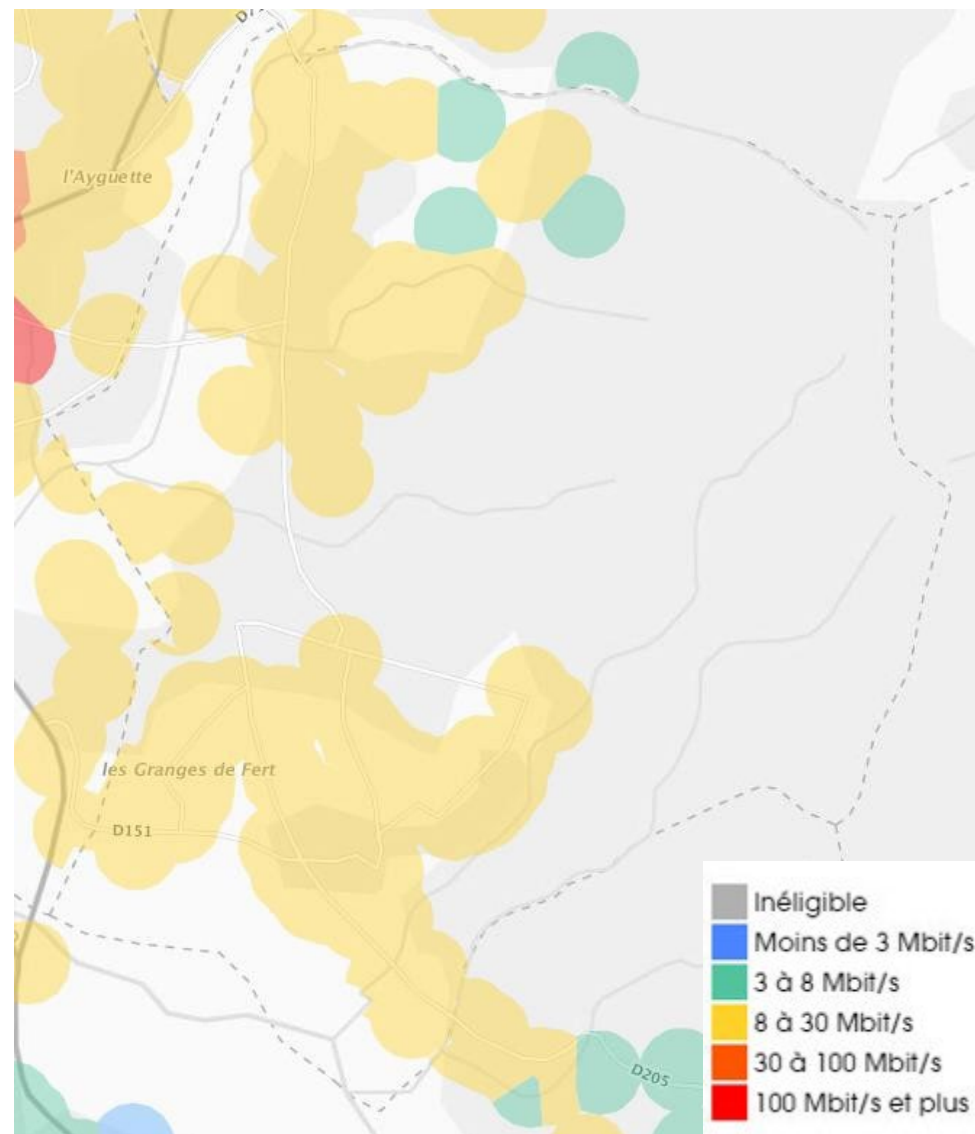 l'Ayguette
les Granges de Fert
D151
D205
Inéligible
Moins de 3 Mbit/s
3 à 8 Mbit/s
8 à 30 Mbit/s
30 à 100 Mbit/s
100 Mbit/s et plus